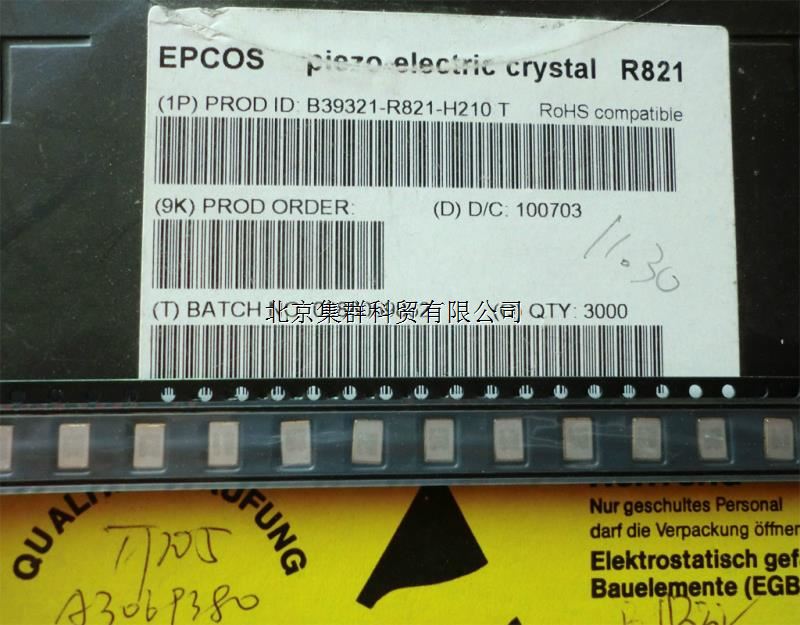 EPCOS piezo electric crystal R821
(1P) PROD ID: B39321-R821-H210 T RoHS compatible
(9K) PROD ORDER: (D) D/C: 100703
11.30
(T) BATCH QTY: 3000
北京集群科贸有限公司
QUALI RÜFUNG
A3069380
Nur geschultes Personal
darf die Verpackung öffnen
Elektrostatisch gef
Bauelemente (EGB